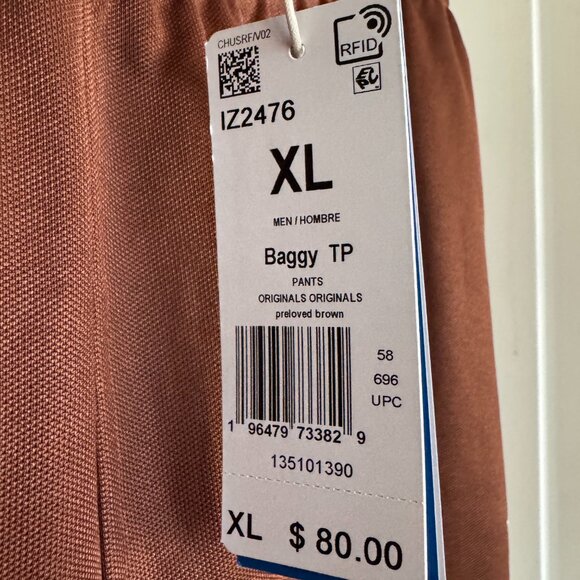 CHUSRF/V02
RFID
IZ2476
XL
MEN / HOMBRE
Baggy TP
PANTS
ORIGINALS ORIGINALS
preloved brown
58
696
UPC
1 96479 73382 9
135101390
XL $ 80.00